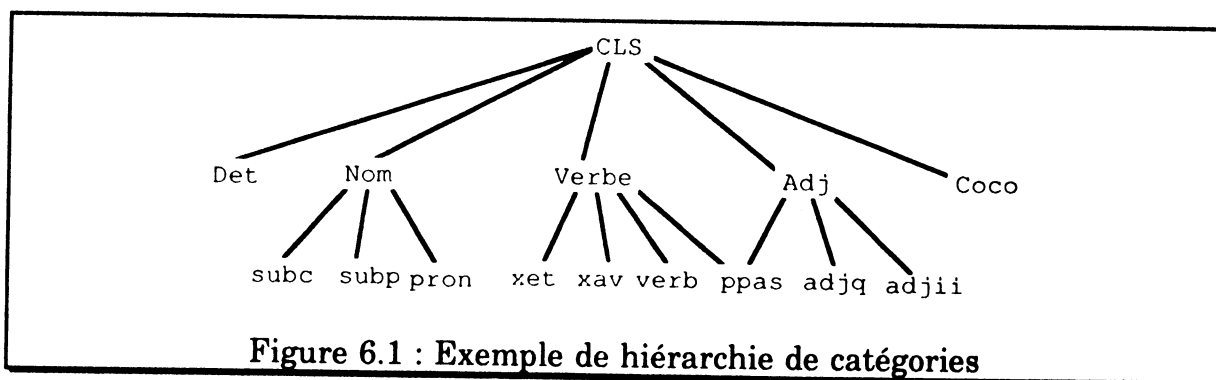 CLS
Det Nom Verbe Adj Coco
subc subp pron xet xav verb ppas adjq adjii
Figure 6.1 : Exemple de hiérarchie de catégories